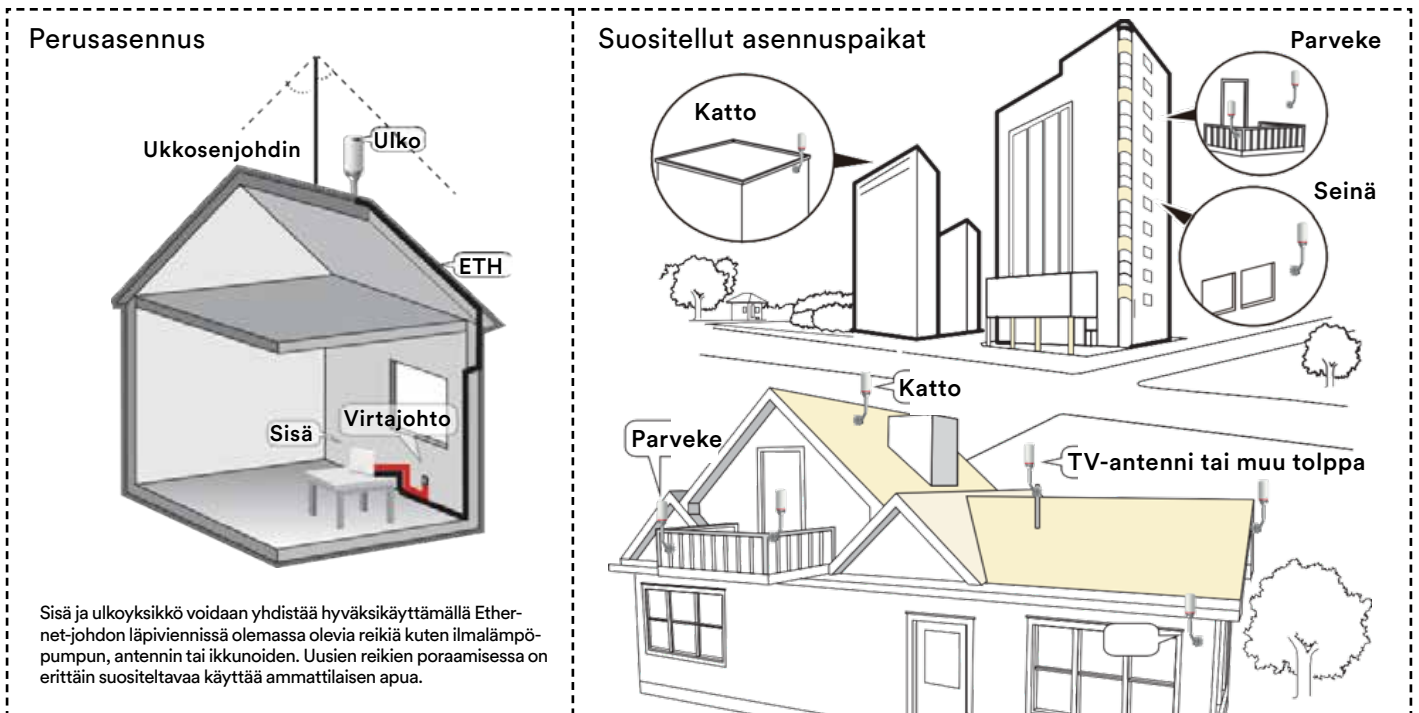 Perusasennus
Ukkosenjohdin
Ulko
ETH
Virtajohto
Sisä
Sisä ja ulkoyksikkö voidaan yhdistää hyväksikäyttämällä Ether-
net-johdon läpiviennissä olemassa olevia reikiä kuten ilmalämpö-
pumpun, antennin tai ikkunoiden. Uusien reikien poraamisessa on
erittäin suositeltavaa käyttää ammattilaisen apua.
Suositellut asennuspaikat
Parveke
Katto
Seinä
Katto
Parveke
TV-antenni tai muu tolppa